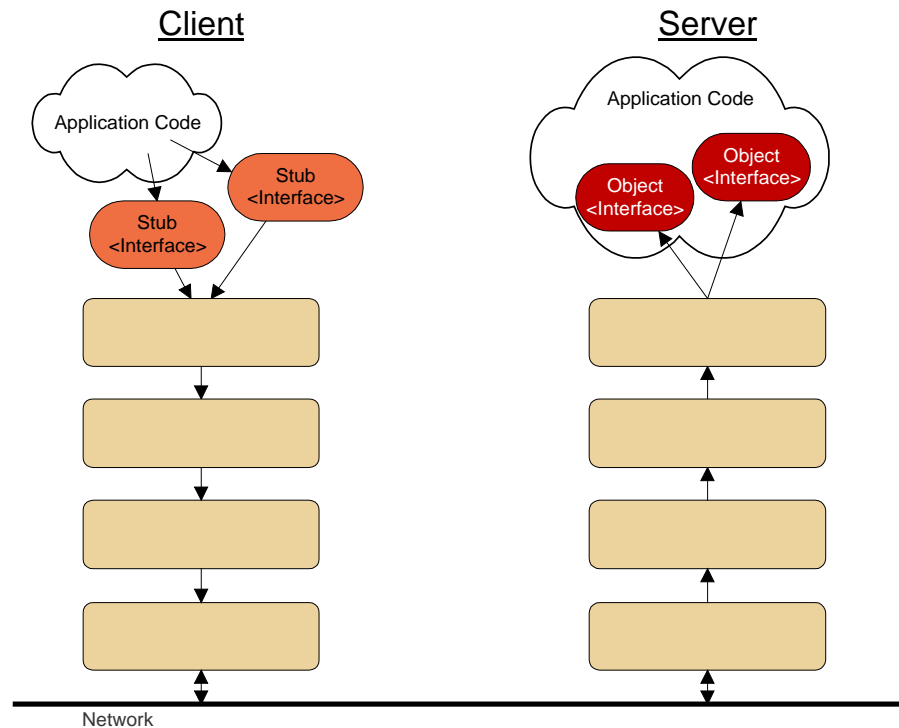 Client
Server
Application Code
Stub
<Interface>
Stub
<Interface>
Application Code
Object
<Interface>
Object
<Interface>
Network